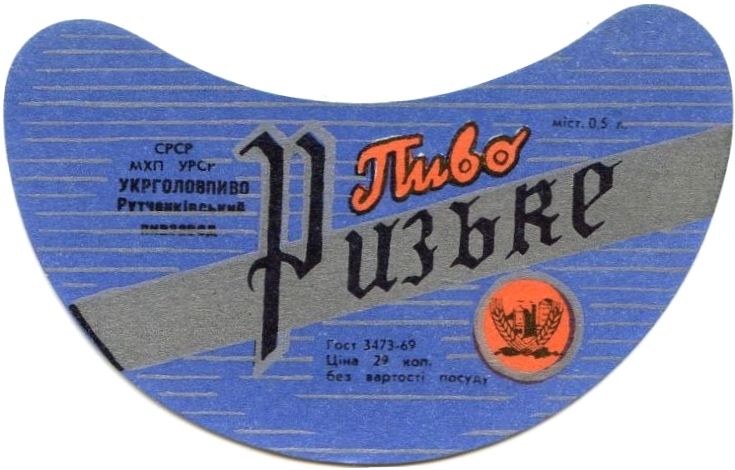 СРСР
МХП УРСР
УКРГОЛОВПИВО
Рутченківський
пивзавод
Пиво
Ризьке
міст. 0,5 л.
Гост 3473-69
Ціна 29 коп.
без вартості посуду